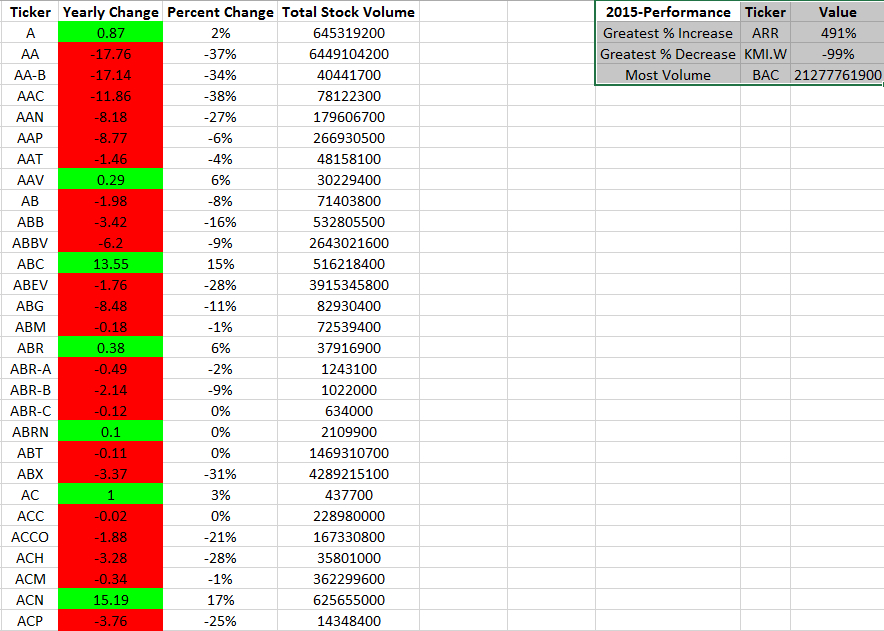 Ticker Yearly Change Percent Change Total Stock Volume 2015-Performance Ticker Value
A 0.87 2% 645319200 Greatest % Increase ARR 491%
AA -17.76 -37% 6449104200 Greatest % Decrease KMI.W -99%
AA-B -17.14 -34% 40441700 Most Volume BAC 21277761900
AAC -11.86 -38% 78122300
AAN -8.18 -27% 179606700
AAP -8.77 -6% 266930500
AAT -1.46 -4% 48158100
AAV 0.29 6% 30229400
AB -1.98 -8% 71403800
ABB -3.42 -16% 532805500
ABBV -6.2 -9% 2643021600
ABC 13.55 15% 516218400
ABEV -1.76 -28% 3915345800
ABG -8.48 -11% 82930400
ABM -0.18 -1% 72539400
ABR 0.38 6% 37916900
ABR-A -0.49 -2% 1243100
ABR-B -2.14 -9% 1022000
ABR-C -0.12 0% 634000
ABRN 0.1 0% 2109900
ABT -0.11 0% 1469310700
ABX -3.37 -31% 4289215100
AC 1 3% 437700
ACC -0.02 0% 228980000
ACCO -1.88 -21% 167330800
ACH -3.28 -28% 35801000
ACM -0.34 -1% 362299600
ACN 15.19 17% 625655000
ACP -3.76 -25% 14348400